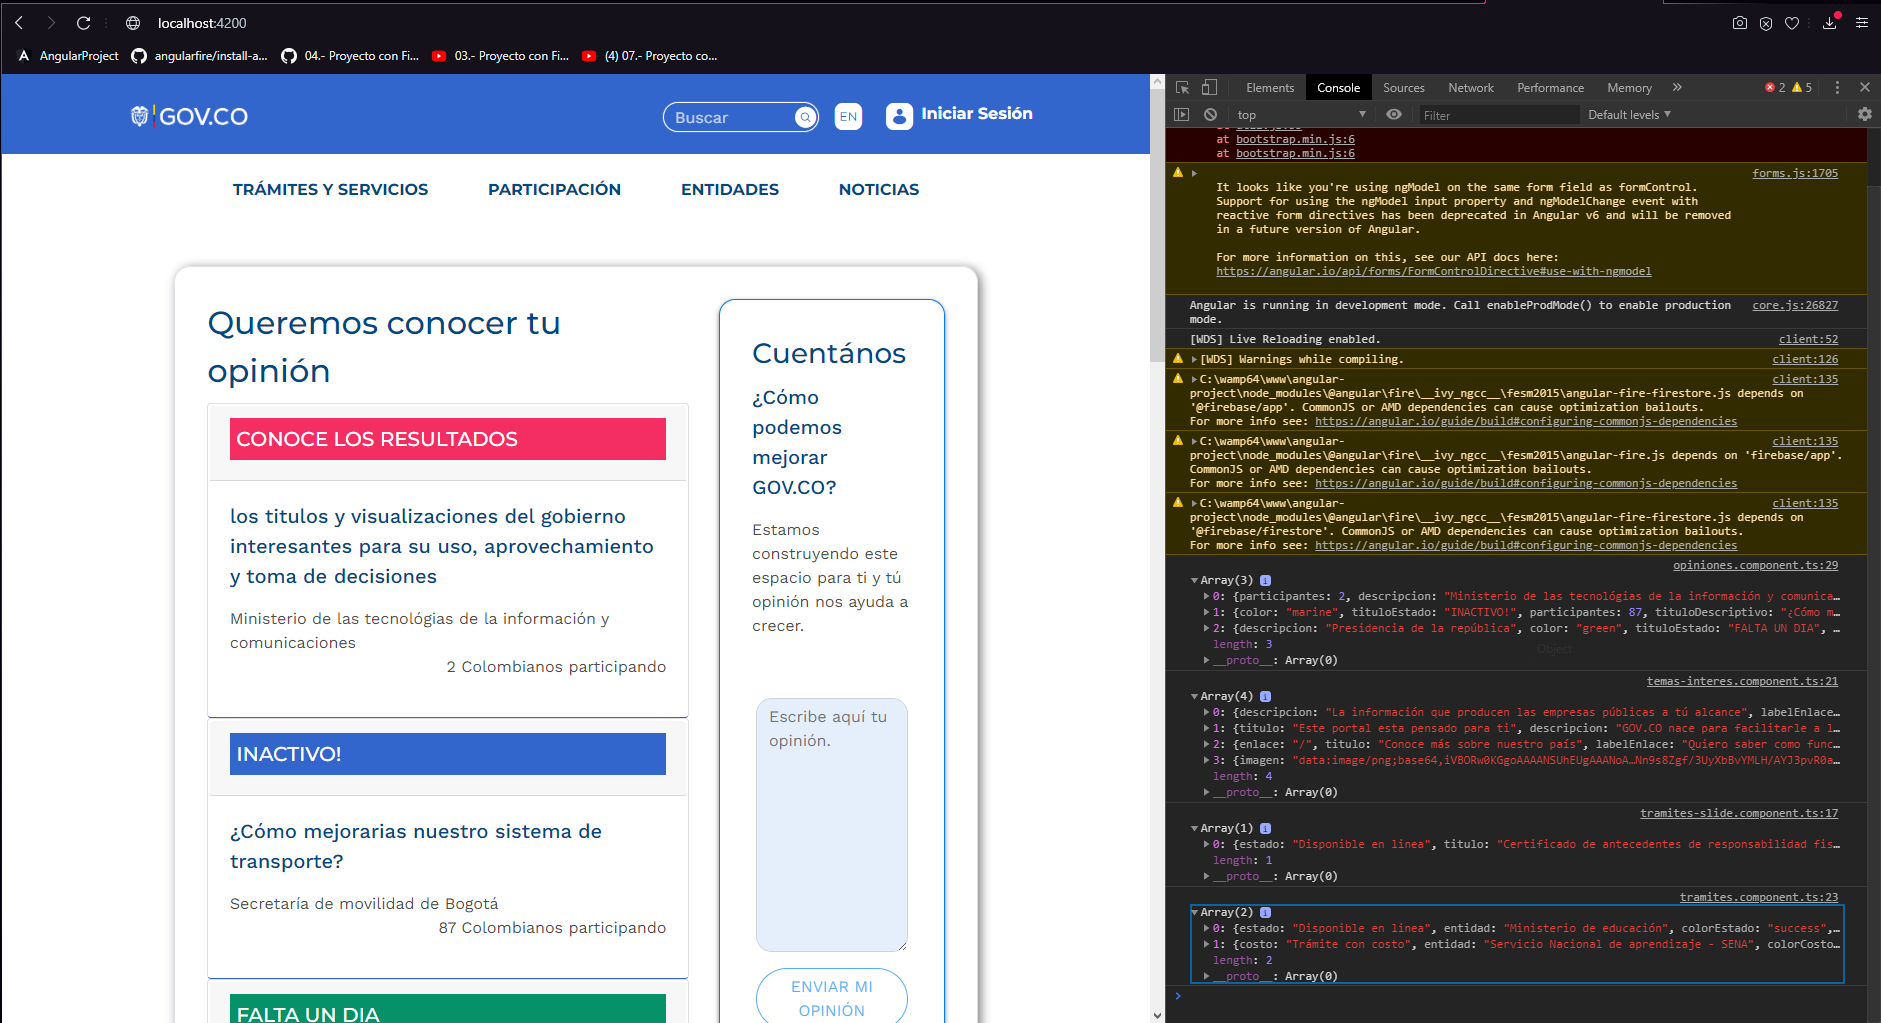 localhost:4200
AngularProject
angularfire/install-a...
04.- Proyecto con Fi...
03.- Proyecto con Fi...
(4) 07.- Proyecto co...
GOV.CO
Buscar
EN
Iniciar Sesión
TRÁMITES Y SERVICIOS
PARTICIPACIÓN
ENTIDADES
NOTICIAS
Queremos conocer tu
opinión
CONOCE LOS RESULTADOS
los titulos y visualizaciones del gobierno
interesantes para su uso, aprovechamiento
y toma de decisiones
Ministerio de las tecnológias de la información y
comunicaciones
2 Colombianos participando
INACTIVO!
¿Cómo mejorarias nuestro sistema de
transporte?
Secretaría de movilidad de Bogotá
87 Colombianos participando
FALTA UN DIA
Cuentános
¿Cómo
podemos
mejorar
GOV.CO?
Estamos
construyendo este
espacio para ti y tú
opinión nos ayuda a
crecer.
Escribe aquí tu
opinión.
ENVIAR MI
OPINIÓN
Elements Console Sources Network Performance Memory » 2 5
top Filter Default levels
at bootstrap.min.js:6
at bootstrap.min.js:6
forms.js:1705
It looks like you're using ngModel on the same form field as formControl.
Support for using the ngModel input property and ngModelChange event with
reactive form directives has been deprecated in Angular v6 and will be removed
in a future version of Angular.
For more information on this, see our API docs here:
https://angular.io/api/forms/FormControlDirective#use-with-ngmodel
Angular is running in development mode. Call enableProdMode() to enable production core.js:26827
mode.
[WDS] Live Reloading enabled. client:52
[WDS] Warnings while compiling. client:126
C:\wamp64\www\angular- client:135
project\node_modules\@angular\fire\__ivy_ngcc__\fesm2015\angular-fire-firestore.js depends on
'@firebase/app'. CommonJS or AMD dependencies can cause optimization bailouts.
For more info see: https://angular.io/guide/build#configuring-commonjs-dependencies
C:\wamp64\www\angular- client:135
project\node_modules\@angular\fire\__ivy_ngcc__\fesm2015\angular-fire.js depends on 'firebase/app'.
CommonJS or AMD dependencies can cause optimization bailouts.
For more info see: https://angular.io/guide/build#configuring-commonjs-dependencies
C:\wamp64\www\angular- client:135
project\node_modules\@angular\fire\__ivy_ngcc__\fesm2015\angular-fire-firestore.js depends on
'@firebase/firestore'. CommonJS or AMD dependencies can cause optimization bailouts.
For more info see: https://angular.io/guide/build#configuring-commonjs-dependencies
opiniones.component.ts:29
Array(3)
0: {participantes: 2, descripcion: "Ministerio de las tecnológias de la información y comunica…
1: {color: "marine", tituloEstado: "INACTIVO!", participantes: 87, tituloDescriptivo: "¿Cómo m…
2: {descripcion: "Presidencia de la república", color: "green", tituloEstado: "FALTA UN DIA", …
length: 3
Object
__proto__: Array(0)
temas-interes.component.ts:21
Array(4)
0: {descripcion: "La información que producen las empresas públicas a tú alcance", labelEnlace…
1: {titulo: "Este portal esta pensado para ti", descripcion: "GOV.CO nace para facilitarle a l…
2: {enlace: "/", titulo: "Conoce más sobre nuestro país", labelEnlace: "Quiero saber como func…
3: {imagen: "data:image/png;base64,iVBORw0KGgoAAAANSUhEUgAAANoA…Nn9s8Zgf/3UyXbBvYMLH/AYJ3pvR0a…
length: 4
__proto__: Array(0)
tramites-slide.component.ts:17
Array(1)
0: {estado: "Disponible en linea", titulo: "Certificado de antecedentes de responsabilidad fis…
length: 1
__proto__: Array(0)
tramites.component.ts:23
Array(2)
0: {estado: "Disponible en linea", entidad: "Ministerio de educación", colorEstado: "success",…
1: {costo: "Trámite con costo", entidad: "Servicio Nacional de aprendizaje - SENA", colorCosto…
length: 2
__proto__: Array(0)